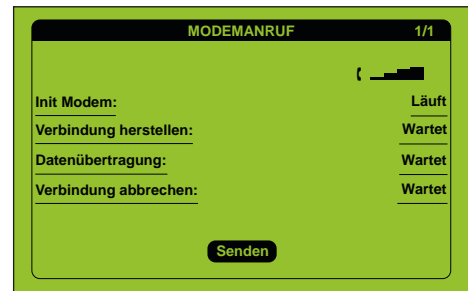 MODEMANRUF 1/1
Init Modem: Läuft
Verbindung herstellen: Wartet
Datenübertragung: Wartet
Verbindung abbrechen: Wartet
Senden